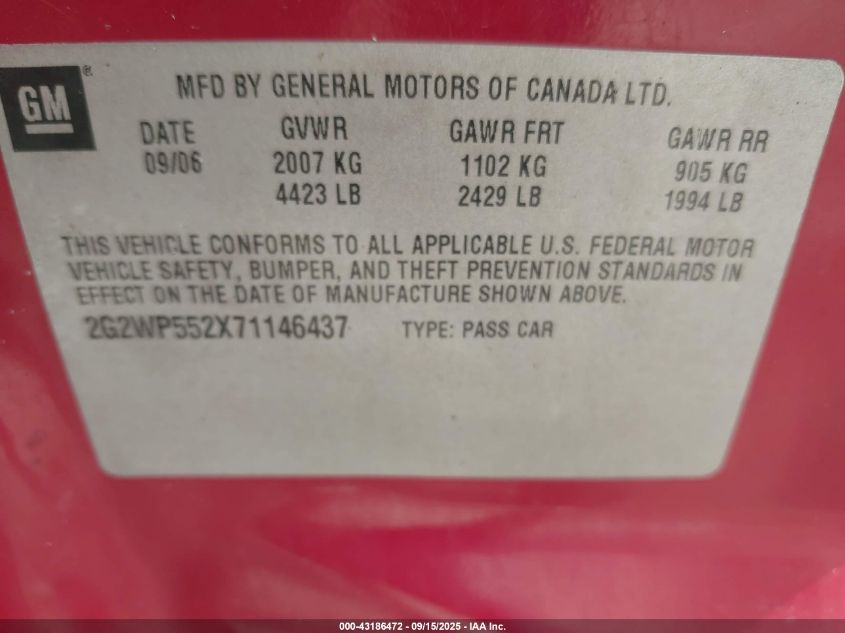 GM®
MFD BY GENERAL MOTORS OF CANADA LTD.
DATE GVWR GAWR FRT GAWR RR
09/06 2007 KG 1102 KG 905 KG
4423 LB 2429 LB 1994 LB
THIS VEHICLE CONFORMS TO ALL APPLICABLE U.S. FEDERAL MOTOR
VEHICLE SAFETY, BUMPER, AND THEFT PREVENTION STANDARDS IN
EFFECT ON THE DATE OF MANUFACTURE SHOWN ABOVE.
2G2WP552X71146437 TYPE: PASS CAR
000-43186472 - 09/15/2025 - IAA Inc.